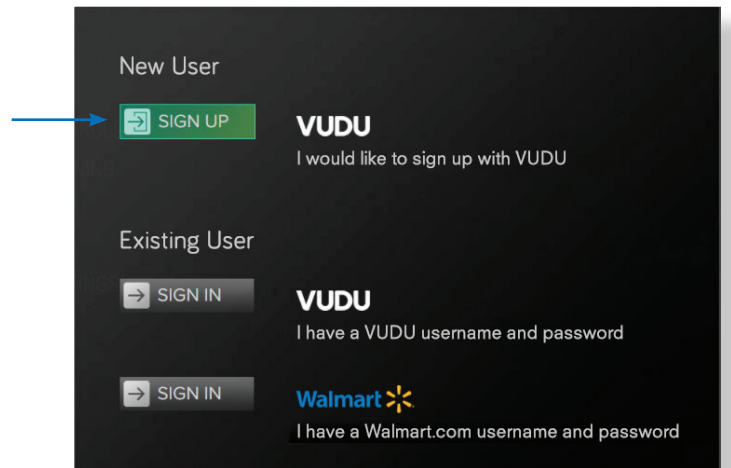 New User
SIGN UP
VUDU
I would like to sign up with VUDU
Existing User
SIGN IN
VUDU
I have a VUDU username and password
SIGN IN
Walmart
I have a Walmart.com username and password